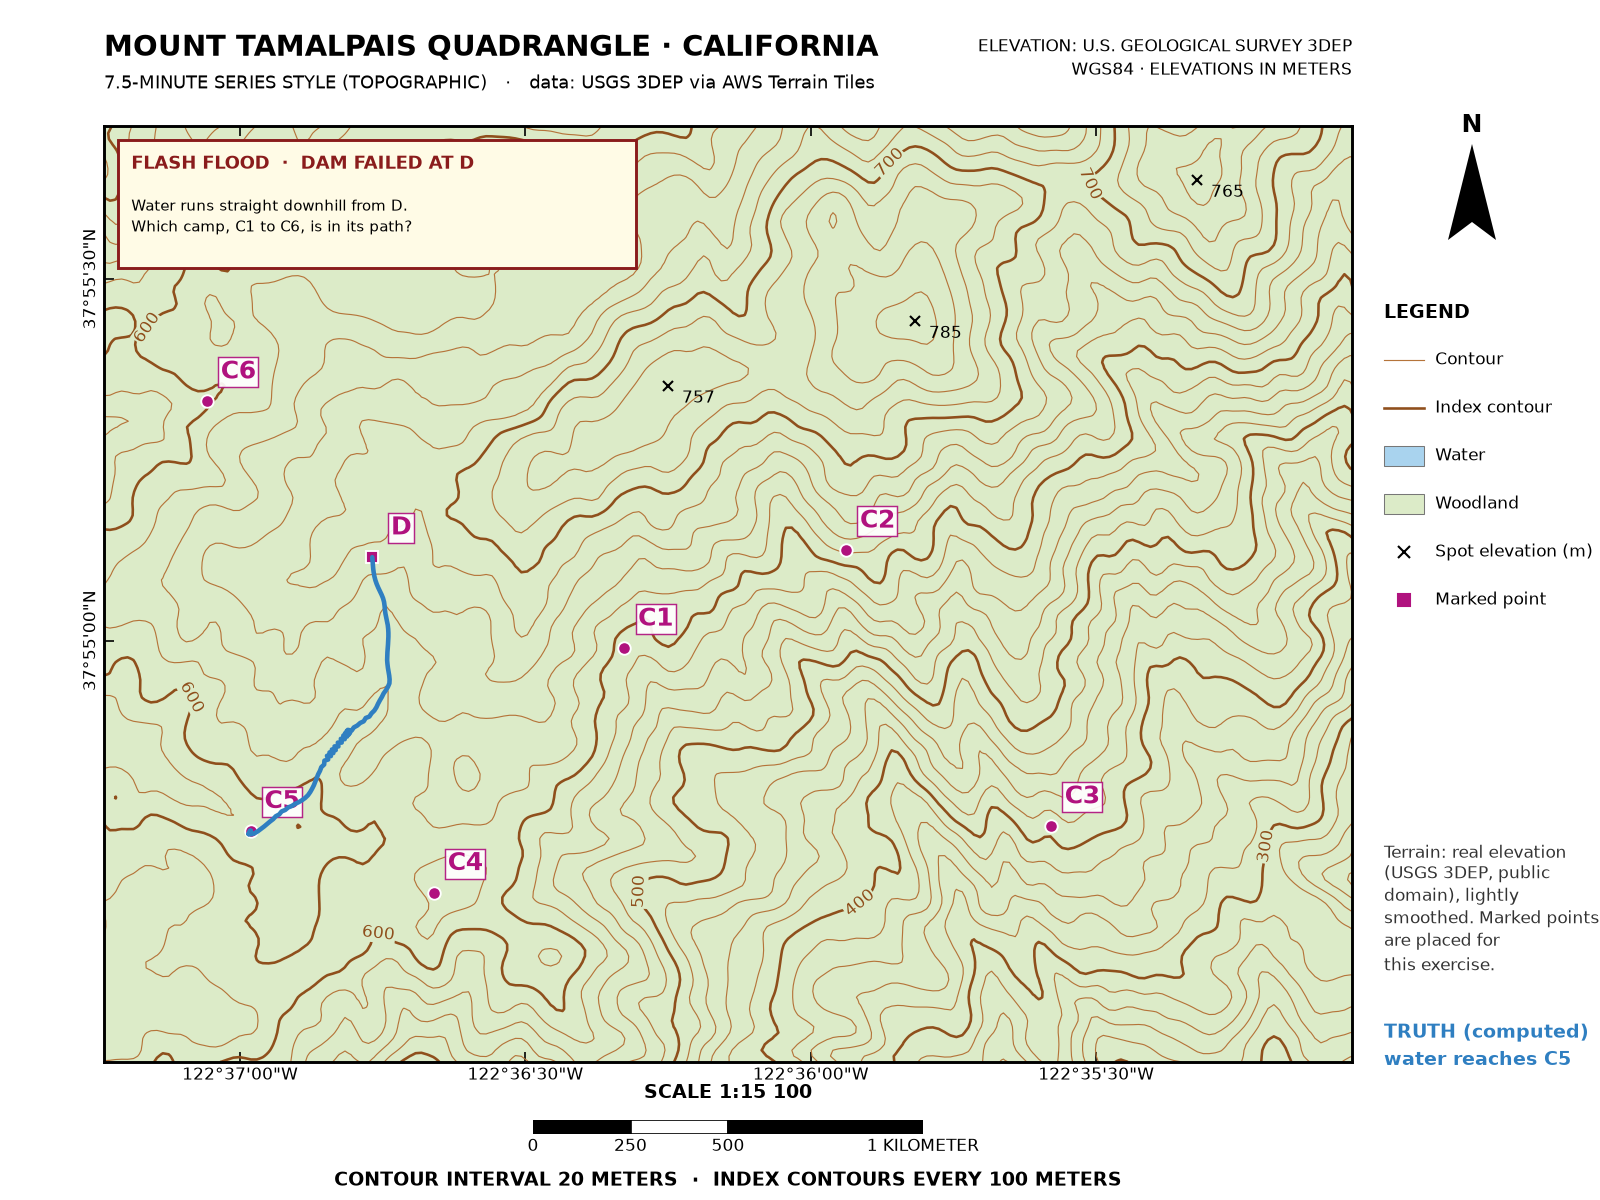 MOUNT TAMALPAIS QUADRANGLE · CALIFORNIA
7.5-MINUTE SERIES STYLE (TOPOGRAPHIC) · data: USGS 3DEP via AWS Terrain Tiles
ELEVATION: U.S. GEOLOGICAL SURVEY 3DEP
WGS84 · ELEVATIONS IN METERS
FLASH FLOOD · DAM FAILED AT D
Water runs straight downhill from D.
Which camp, C1 to C6, is in its path?
N
LEGEND
Contour
Index contour
Water
Woodland
Spot elevation (m)
Marked point
700
700
765
37°55'30"N
600
785
C6
757
D
C2
C1
37°55'00"N
600
C5
C3
300
C4
500
400
600
Terrain: real elevation
(USGS 3DEP, public
domain), lightly
smoothed. Marked points
are placed for
this exercise.
TRUTH (computed)
water reaches C5
122°37'00"W
122°36'30"W
122°36'00"W
122°35'30"W
SCALE 1:15 100
0 250 500 1 KILOMETER
CONTOUR INTERVAL 20 METERS · INDEX CONTOURS EVERY 100 METERS